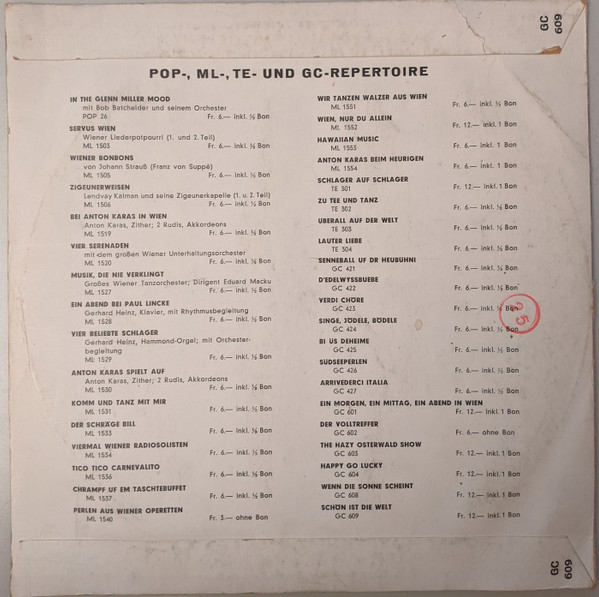 GC 609
POP-, ML-, TE- UND GC-REPERTOIRE
IN THE GLENN MILLER MOOD
mit Bob Batchelder und seinem Orchester
POP 26 Fr. 6.— inkl. ½ Bon
SERVUS WIEN
Wiener Liederpotpourri (1. und 2. Teil)
ML 1503 Fr. 6.— inkl. ½ Bon
WIENER BONBONS
von Johann Strauß (Franz von Suppé)
ML 1505 Fr. 6.— inkl. ½ Bon
ZIGEUNERWEISEN
Lendvay Kalman und seine Zigeunerkapelle (1. u. 2. Teil)
ML 1506 Fr. 6.— inkl. ½ Bon
BEI ANTON KARAS IN WIEN
Anton Karas, Zither; 2 Rudis, Akkordeons
ML 1519 Fr. 6.— inkl. ½ Bon
VIER SERENADEN
mit dem großen Wiener Unterhaltungsorchester
ML 1520 Fr. 6.— inkl. ½ Bon
MUSIK, DIE NIE VERKLINGT
Großes Wiener Tanzorchester; Dirigent Eduard Macku
ML 1527 Fr. 6.— inkl. ½ Bon
EIN ABEND BEI PAUL LINCKE
Gerhard Heinz, Klavier, mit Rhythmusbegleitung
ML 1528 Fr. 6.— inkl. ½ Bon
VIER BELIEBTE SCHLAGER
Gerhard Heinz, Hammond-Orgel; mit Orchester-
begleitung
ML 1529 Fr. 6.— inkl. ½ Bon
ANTON KARAS SPIELT AUF
Anton Karas, Zither; 2 Rudis, Akkordeons
ML 1530 Fr. 6.— inkl. ½ Bon
KOMM UND TANZ MIT MIR
ML 1531 Fr. 6.— inkl. ½ Bon
DER SCHRÄGE BILL
ML 1533 Fr. 6.— inkl. ½ Bon
VIERMAL WIENER RADIOSOLISTEN
ML 1534 Fr. 6.— inkl. ½ Bon
TICO TICO CARNEVALITO
ML 1536 Fr. 6.— inkl. ½ Bon
CHRAMPF UF EM TASCHTEBUFFET
ML 1537 Fr. 6.— inkl. ½ Bon
PERLEN AUS WIENER OPERETTEN
ML 1540 Fr. 5.— ohne Bon
WIR TANZEN WALZER AUS WIEN
ML 1551 Fr. 6.— inkl. ½ Bon
WIEN, NUR DU ALLEIN
ML 1552 Fr. 12.— inkl. 1 Bon
HAWAIIAN MUSIC
ML 1553 Fr. 6.— inkl. 1 Bon
ANTON KARAS BEIM HEURIGEN
ML 1554 Fr. 6.— inkl. 1 Bon
SCHLAGER AUF SCHLAGER
TE 301 Fr. 12.— inkl. 1 Bon
ZU TEE UND TANZ
TE 302 Fr. 6.— inkl. ½ Bon
UBERALL AUF DER WELT
TE 303 Fr. 6.— inkl. ½ Bon
LAUTER LIEBE
TE 304 Fr. 6.— inkl. ½ Bon
SENNEBALL UF DR HEUBUHNI
GC 421 Fr. 6.— inkl. ½ Bon
D'EDELWYSSBUEBE
GC 422 Fr. 6.— inkl. ½ Bon
VERDI CHÖRE
GC 423 Fr. 6.— inkl. ½ Bon
SINGE, JÖDELE, BÖDELE
GC 424 Fr. 6.— inkl. ½ Bon
BI ÜS DEHEIME
GC 425 Fr. 6.— inkl. ½ Bon
SÜDSEEPERLEN
GC 426 Fr. 6.— inkl. ½ Bon
ARRIVEDERCI ITALIA
GC 427 Fr. 6.— inkl. ½ Bon
EIN MORGEN, EIN MITTAG, EIN ABEND IN WIEN
GC 601 Fr. 12.— inkl. 1 Bon
DER VOLLTREFFER
GC 602 Fr. 6.— ohne Bon
THE HAZY OSTERWALD SHOW
GC 603 Fr. 12.— inkl. 1 Bon
HAPPY GO LUCKY
GC 604 Fr. 12.— inkl. 1 Bon
WENN DIE SONNE SCHEINT
GC 608 Fr. 12.— inkl. 1 Bon
SCHÖN IST DIE WELT
GC 609 Fr. 12.— inkl. 1 Bon
GC 609